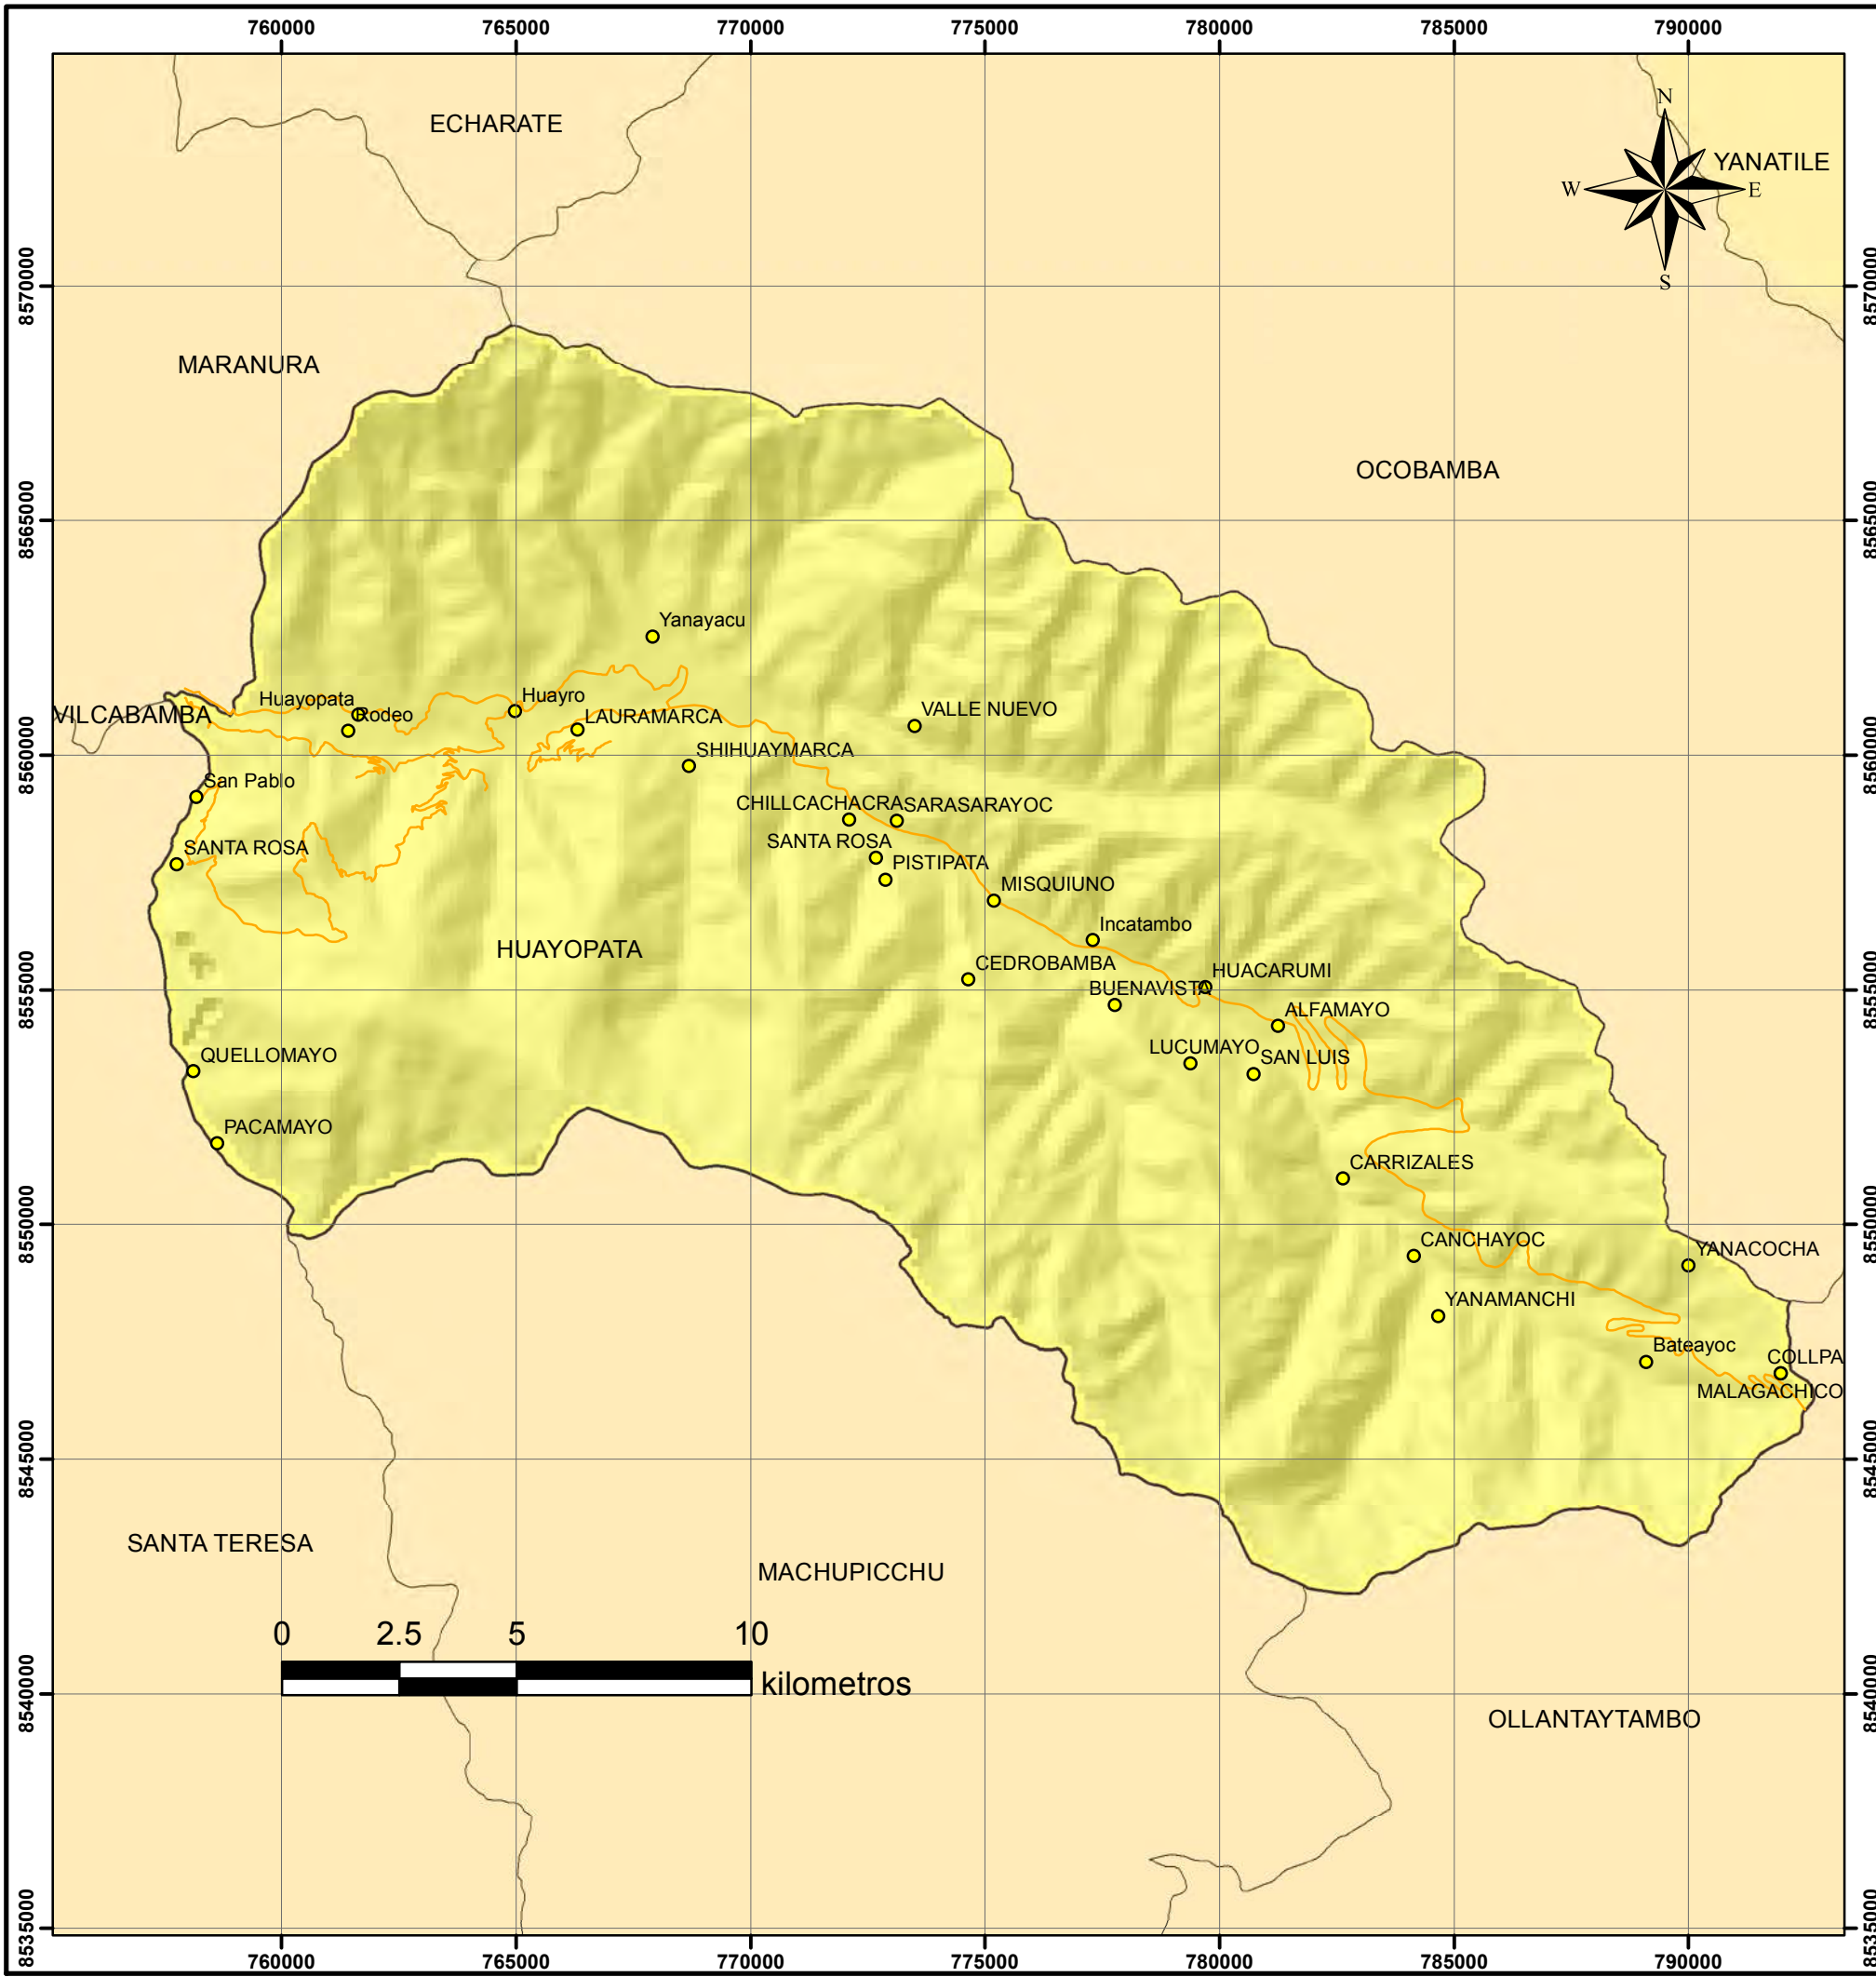 760000 765000 770000 775000 780000 785000 790000
N
ECHARATE
YANATILE
W E
S
8570000 8570000
MARANURA
OCOBAMBA
8565000 8565000
Yanayacu
Huayro
Huayopata
VALLE NUEVO
VILCABAMBA
Rodeo
LAURAMARCA
SHIHUAYMARCA
8560000 8560000
San Pablo
CHILLCACHACRA SARASARAYOC
SANTA ROSA
SANTA ROSA
PISTIPATA
MISQUIUNO
Incatambo
HUAYOPATA
CEDROBAMBA
HUACARUMI
BUENAVISTA
8555000 8555000
ALFAMAYO
LUCUMAYO
QUELLOMAYO
SAN LUIS
PACAMAYO
CARRIZALES
8550000 8550000
CANCHAYOC
YANACOCHA
YANAMANCHI
Bateayoc
COLLPA
MALAGACHICO
8545000 8545000
SANTA TERESA
MACHUPICCHU
0 2.5 5 10
kilometros
8540000 8540000
OLLANTAYTAMBO
8535000 8535000
760000 765000 770000 775000 780000 785000 790000